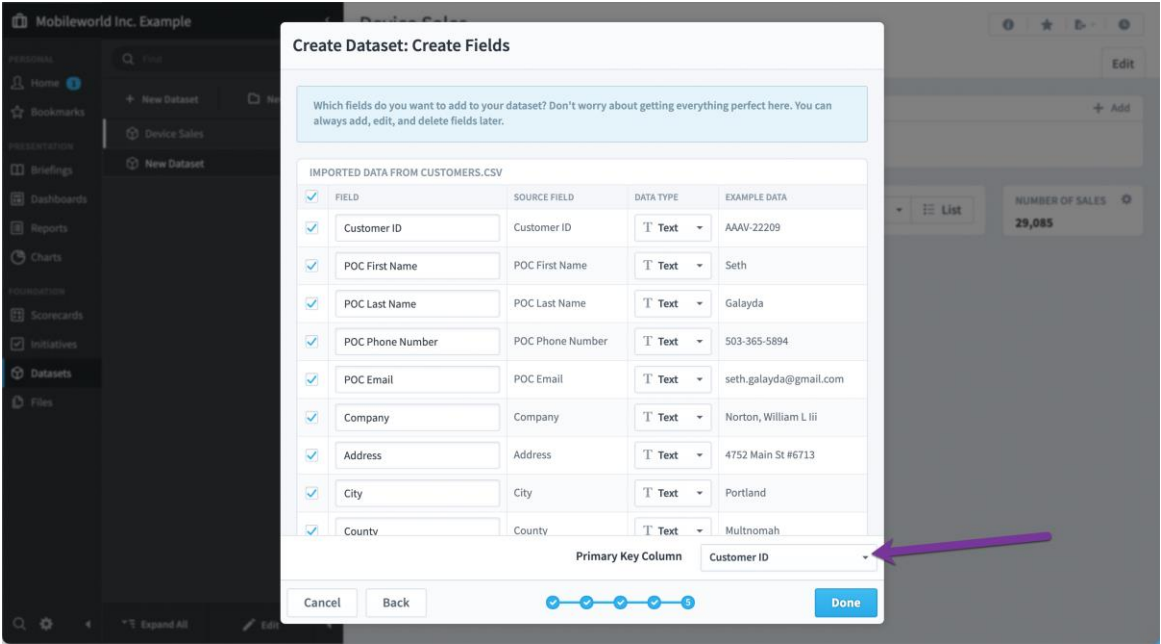 Mobileworld Inc. Example
Device Sales
PERSONAL
Find
Edit
Home 1
+ New Dataset
Bookmarks
+ Add
Device Sales
PRESENTATION
New Dataset
Briefings
Dashboards
List
NUMBER OF SALES
29,085
Reports
Charts
FOUNDATION
Scorecards
Initiatives
Datasets
Files
Expand All
Edit
Create Dataset: Create Fields
Which fields do you want to add to your dataset? Don't worry about getting everything perfect here. You can
always add, edit, and delete fields later.
IMPORTED DATA FROM CUSTOMERS.CSV
FIELD SOURCE FIELD DATA TYPE EXAMPLE DATA
Customer ID Customer ID T Text AAAV-22209
POC First Name POC First Name T Text Seth
POC Last Name POC Last Name T Text Galayda
POC Phone Number POC Phone Number T Text 503-365-5894
POC Email POC Email T Text seth.galayda@gmail.com
Company Company T Text Norton, William L Iii
Address Address T Text 4752 Main St #6713
City City T Text Portland
County County T Text Multnomah
Primary Key Column Customer ID
Cancel Back 5 Done